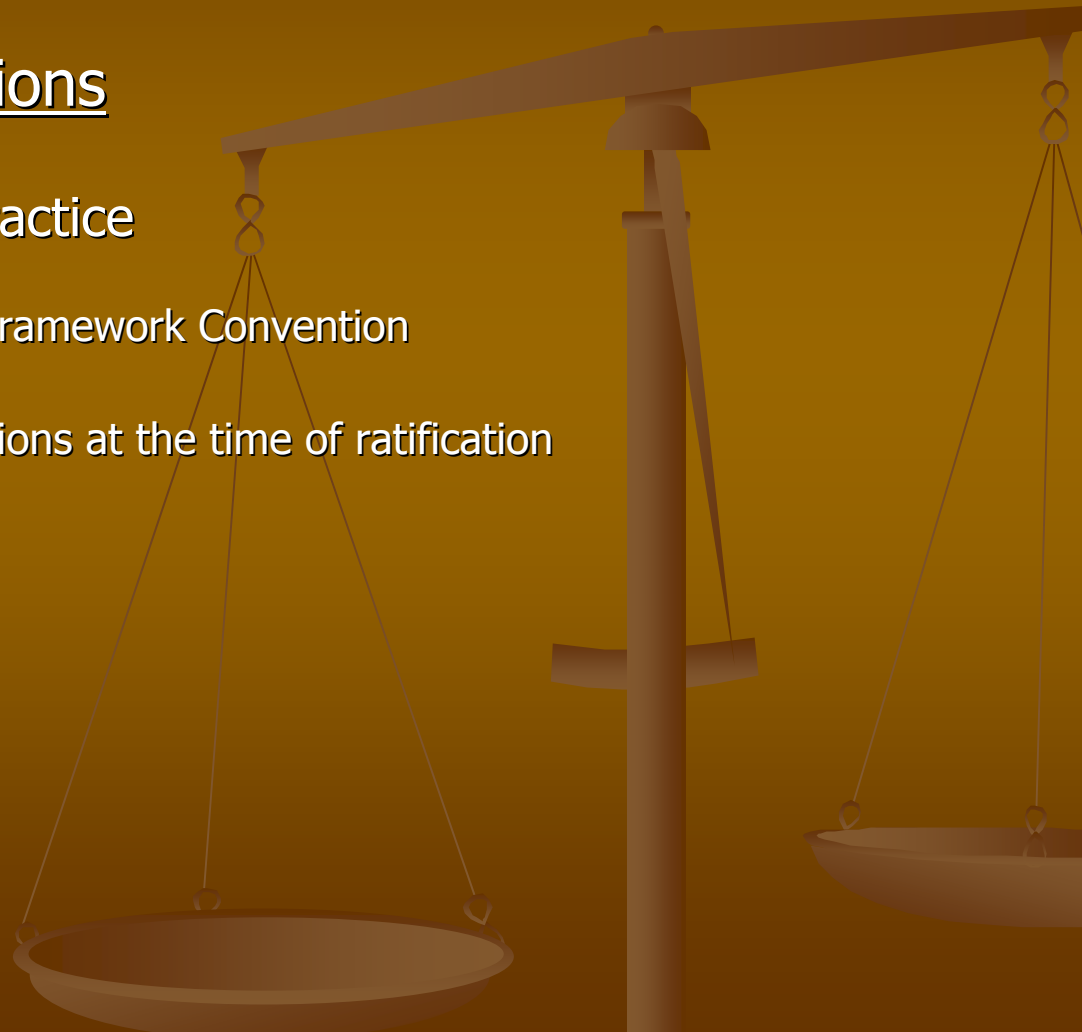 ions
actice
ramework Convention
ions at the time of ratification